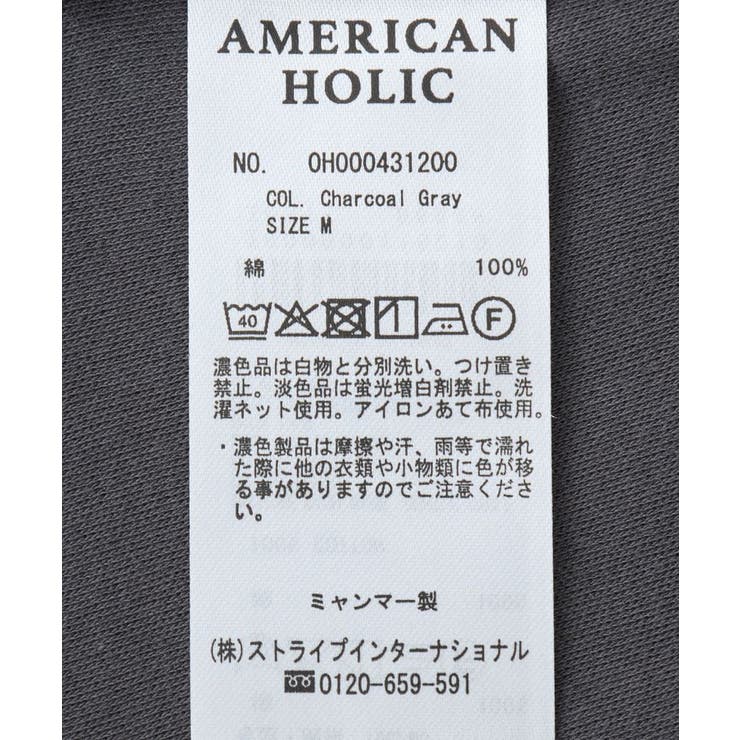 AMERICAN
HOLIC
NO. 0H000431200
COL. Charcoal Gray
SIZE M
綿 100%
40 F
濃色品は白物と分別洗い。つけ置き
禁止。淡色品は蛍光増白剤禁止。洗
濯ネット使用。アイロンあて布使用。
・濃色製品は摩擦や汗、雨等で濡れ
た際に他の衣類や小物類に色が移
る事がありますのでご注意くださ
い。
ミャンマー製
(株)ストライプインターナショナル
0120-659-591